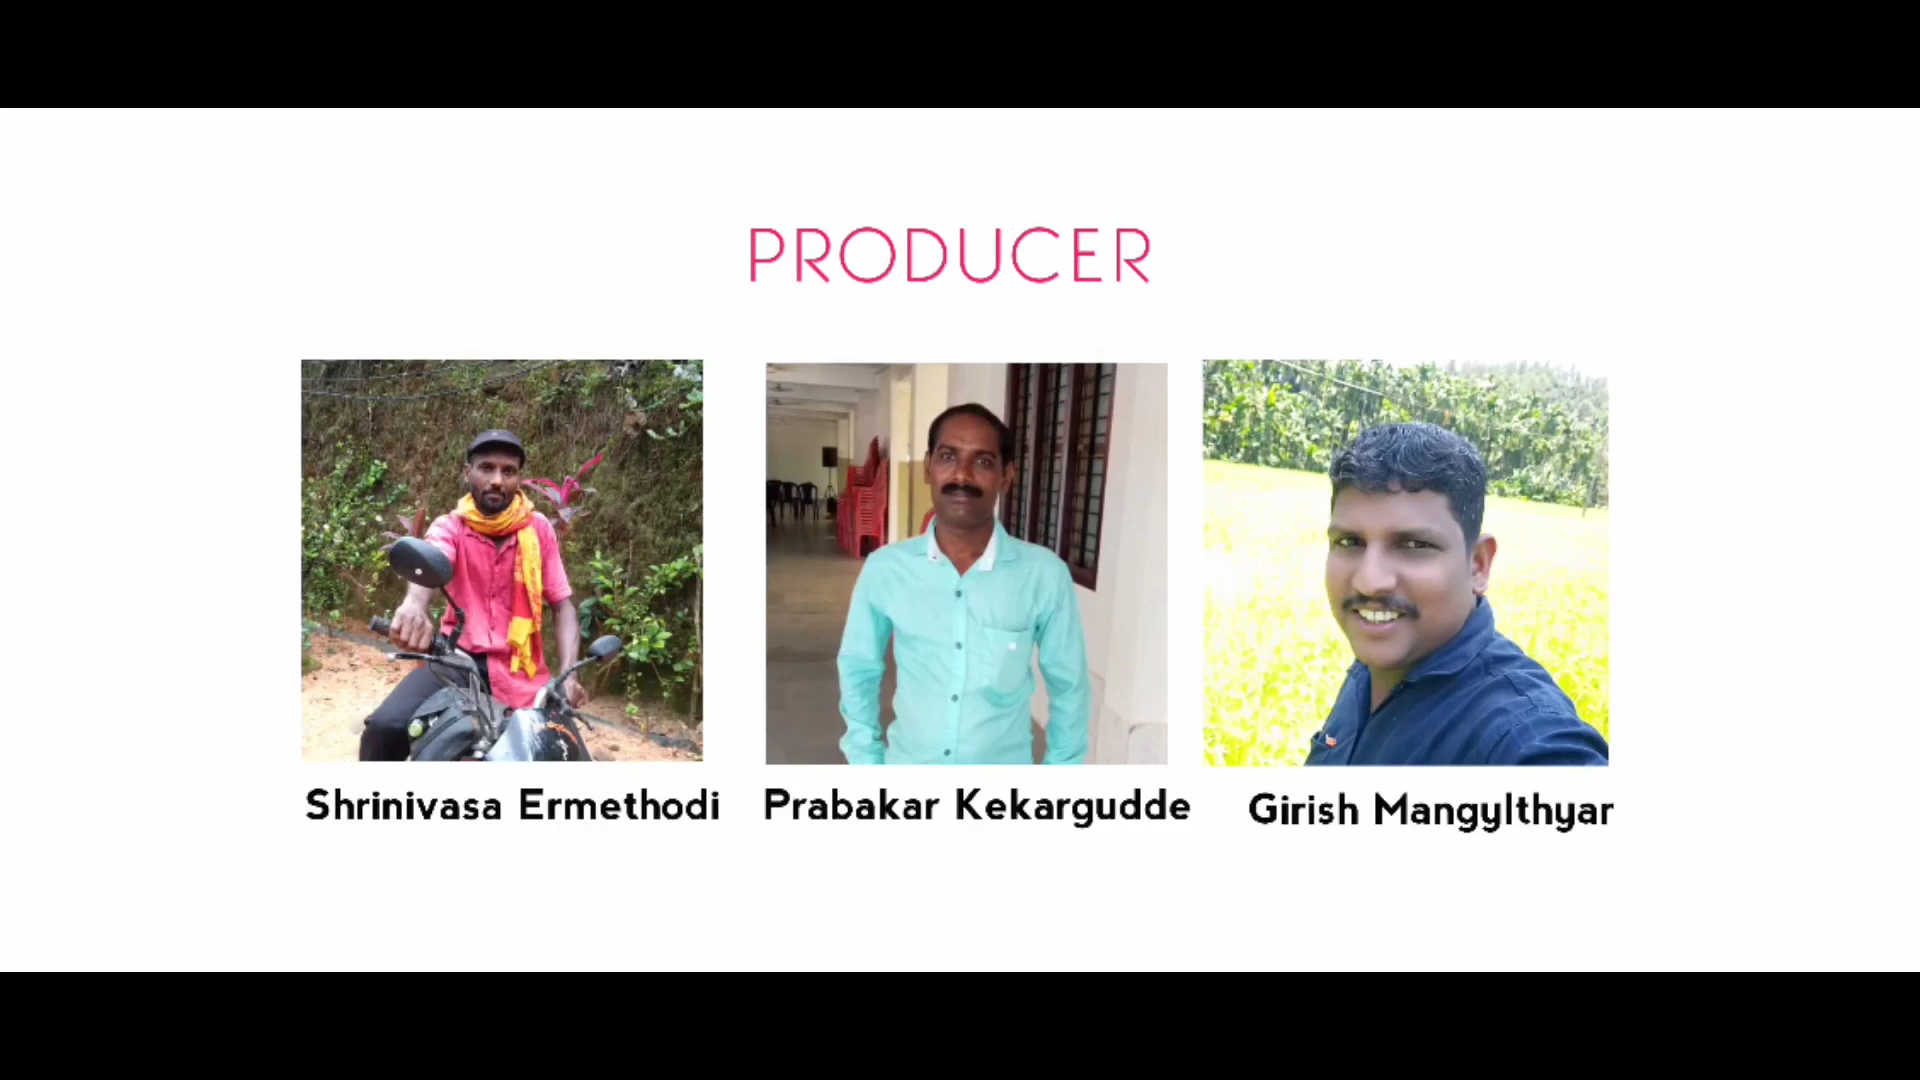 PRODUCER
Shrinivasa Ermethodi
Prabakar Kekargudde
Girish Mangylthyar